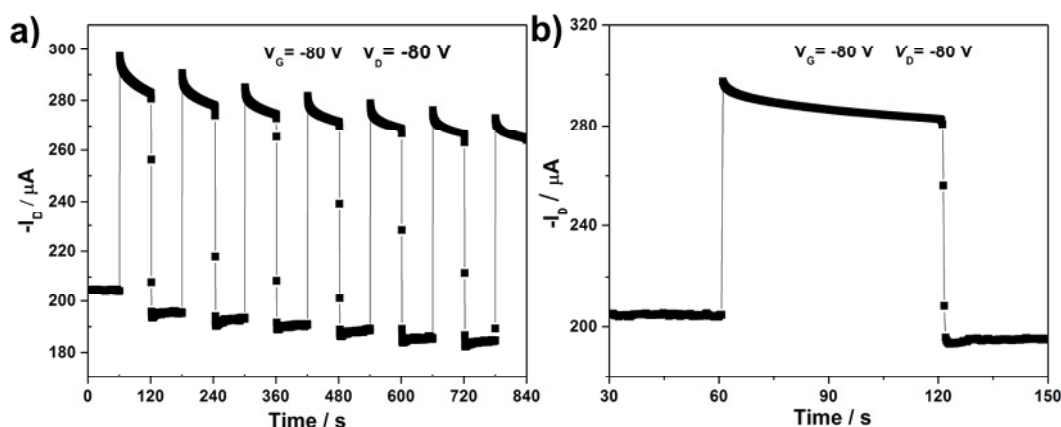 a)
V_G = -80 V V_D = -80 V
300
280
260
240
220
200
180
-I_D / μA
0 120 240 360 480 600 720 840
Time / s
b)
V_G = -80 V V_D = -80 V
320
280
240
200
-I_D / μA
30 60 90 120 150
Time / s